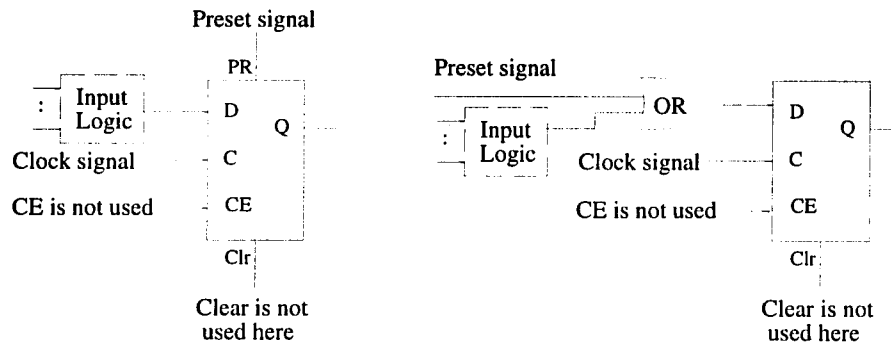 Preset signal
PR
Input
Logic
:
D
Q
Clock signal
C
CE is not used
CE
Clr
Clear is not
used here
Preset signal
:
Input
Logic
OR
D
Q
Clock signal
C
CE is not used
CE
Clr
Clear is not
used here